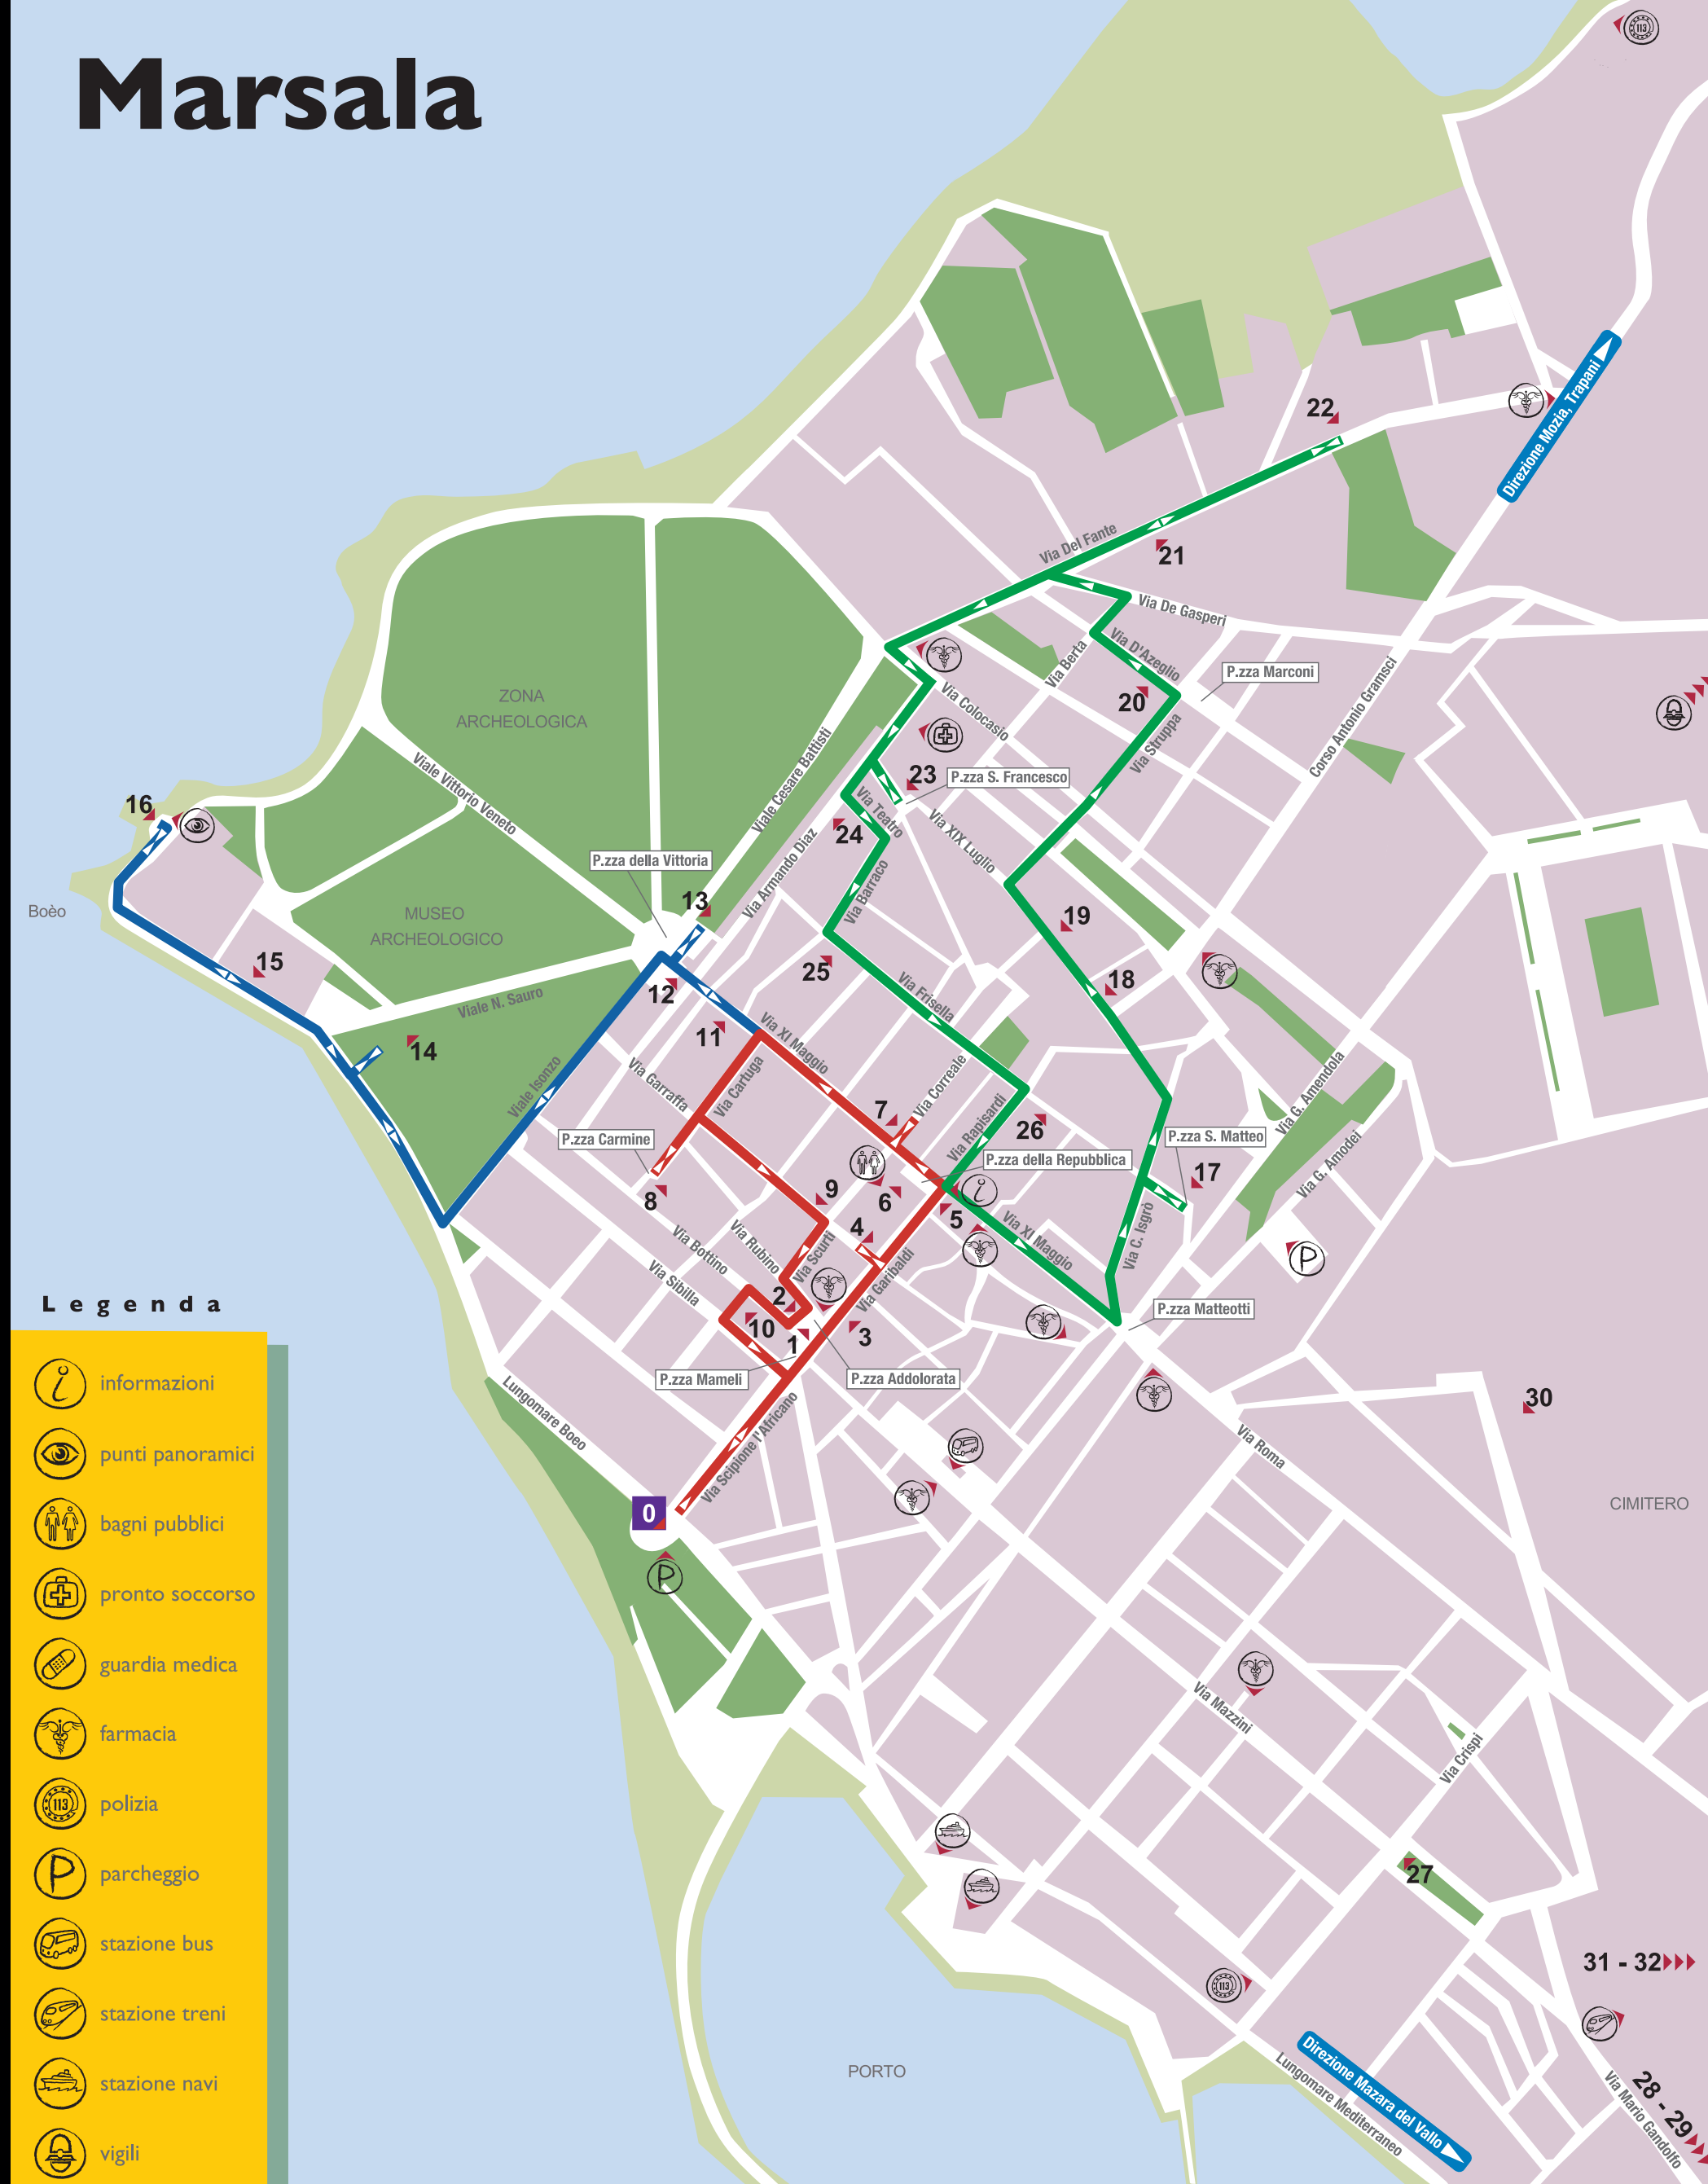 Marsala
113
Direzione Mozia, Trapani
22
Via Del Fante
21
Via De Gasperi
Via D'Azeglio
Via Berta
P.zza Marconi
20
Corso Antonio Gramsci
Via Struppa
Via Colocasio
ZONA
ARCHEOLOGICA
Viale Vittorio Veneto
Viale Cesare Battisti
23
P.zza S. Francesco
Via Teatro
24
Via XIX Luglio
16
Via Armando Diaz
P.zza della Vittoria
Via Barraco
13
Boèo
MUSEO
ARCHEOLOGICO
19
15
25
18
12
Viale N. Sauro
Via Frisella
11
Via XI Maggio
14
Viale Isonzo
Via Garraffa
Via Cartuga
Via Correale
7
Via Rapisardi
26
Via G. Amendola
P.zza Carmine
P.zza S. Matteo
Via G. Amodei
P.zza della Repubblica
17
8
9
6
5
4
Via XI Maggio
Via C. Isgrò
Via Bottino
Via Rubino
Via Scurti
Via Garibaldi
Via Sibilla
2
10
1
3
P.zza Matteotti
P.zza Mameli
P.zza Addolorata
P
Lungomare Boeo
Via Scipione l'Africano
30
Via Roma
CIMITERO
0
P
Via Mazzini
Via Crispi
27
31 - 32
113
PORTO
Direzione Mazara del Vallo
Lungomare Mediterraneo
28 - 29
Via Mario Gandolfo
Legenda
i informazioni
punti panoramici
bagni pubblici
pronto soccorso
guardia medica
farmacia
113 polizia
P parcheggio
stazione bus
stazione treni
stazione navi
vigili